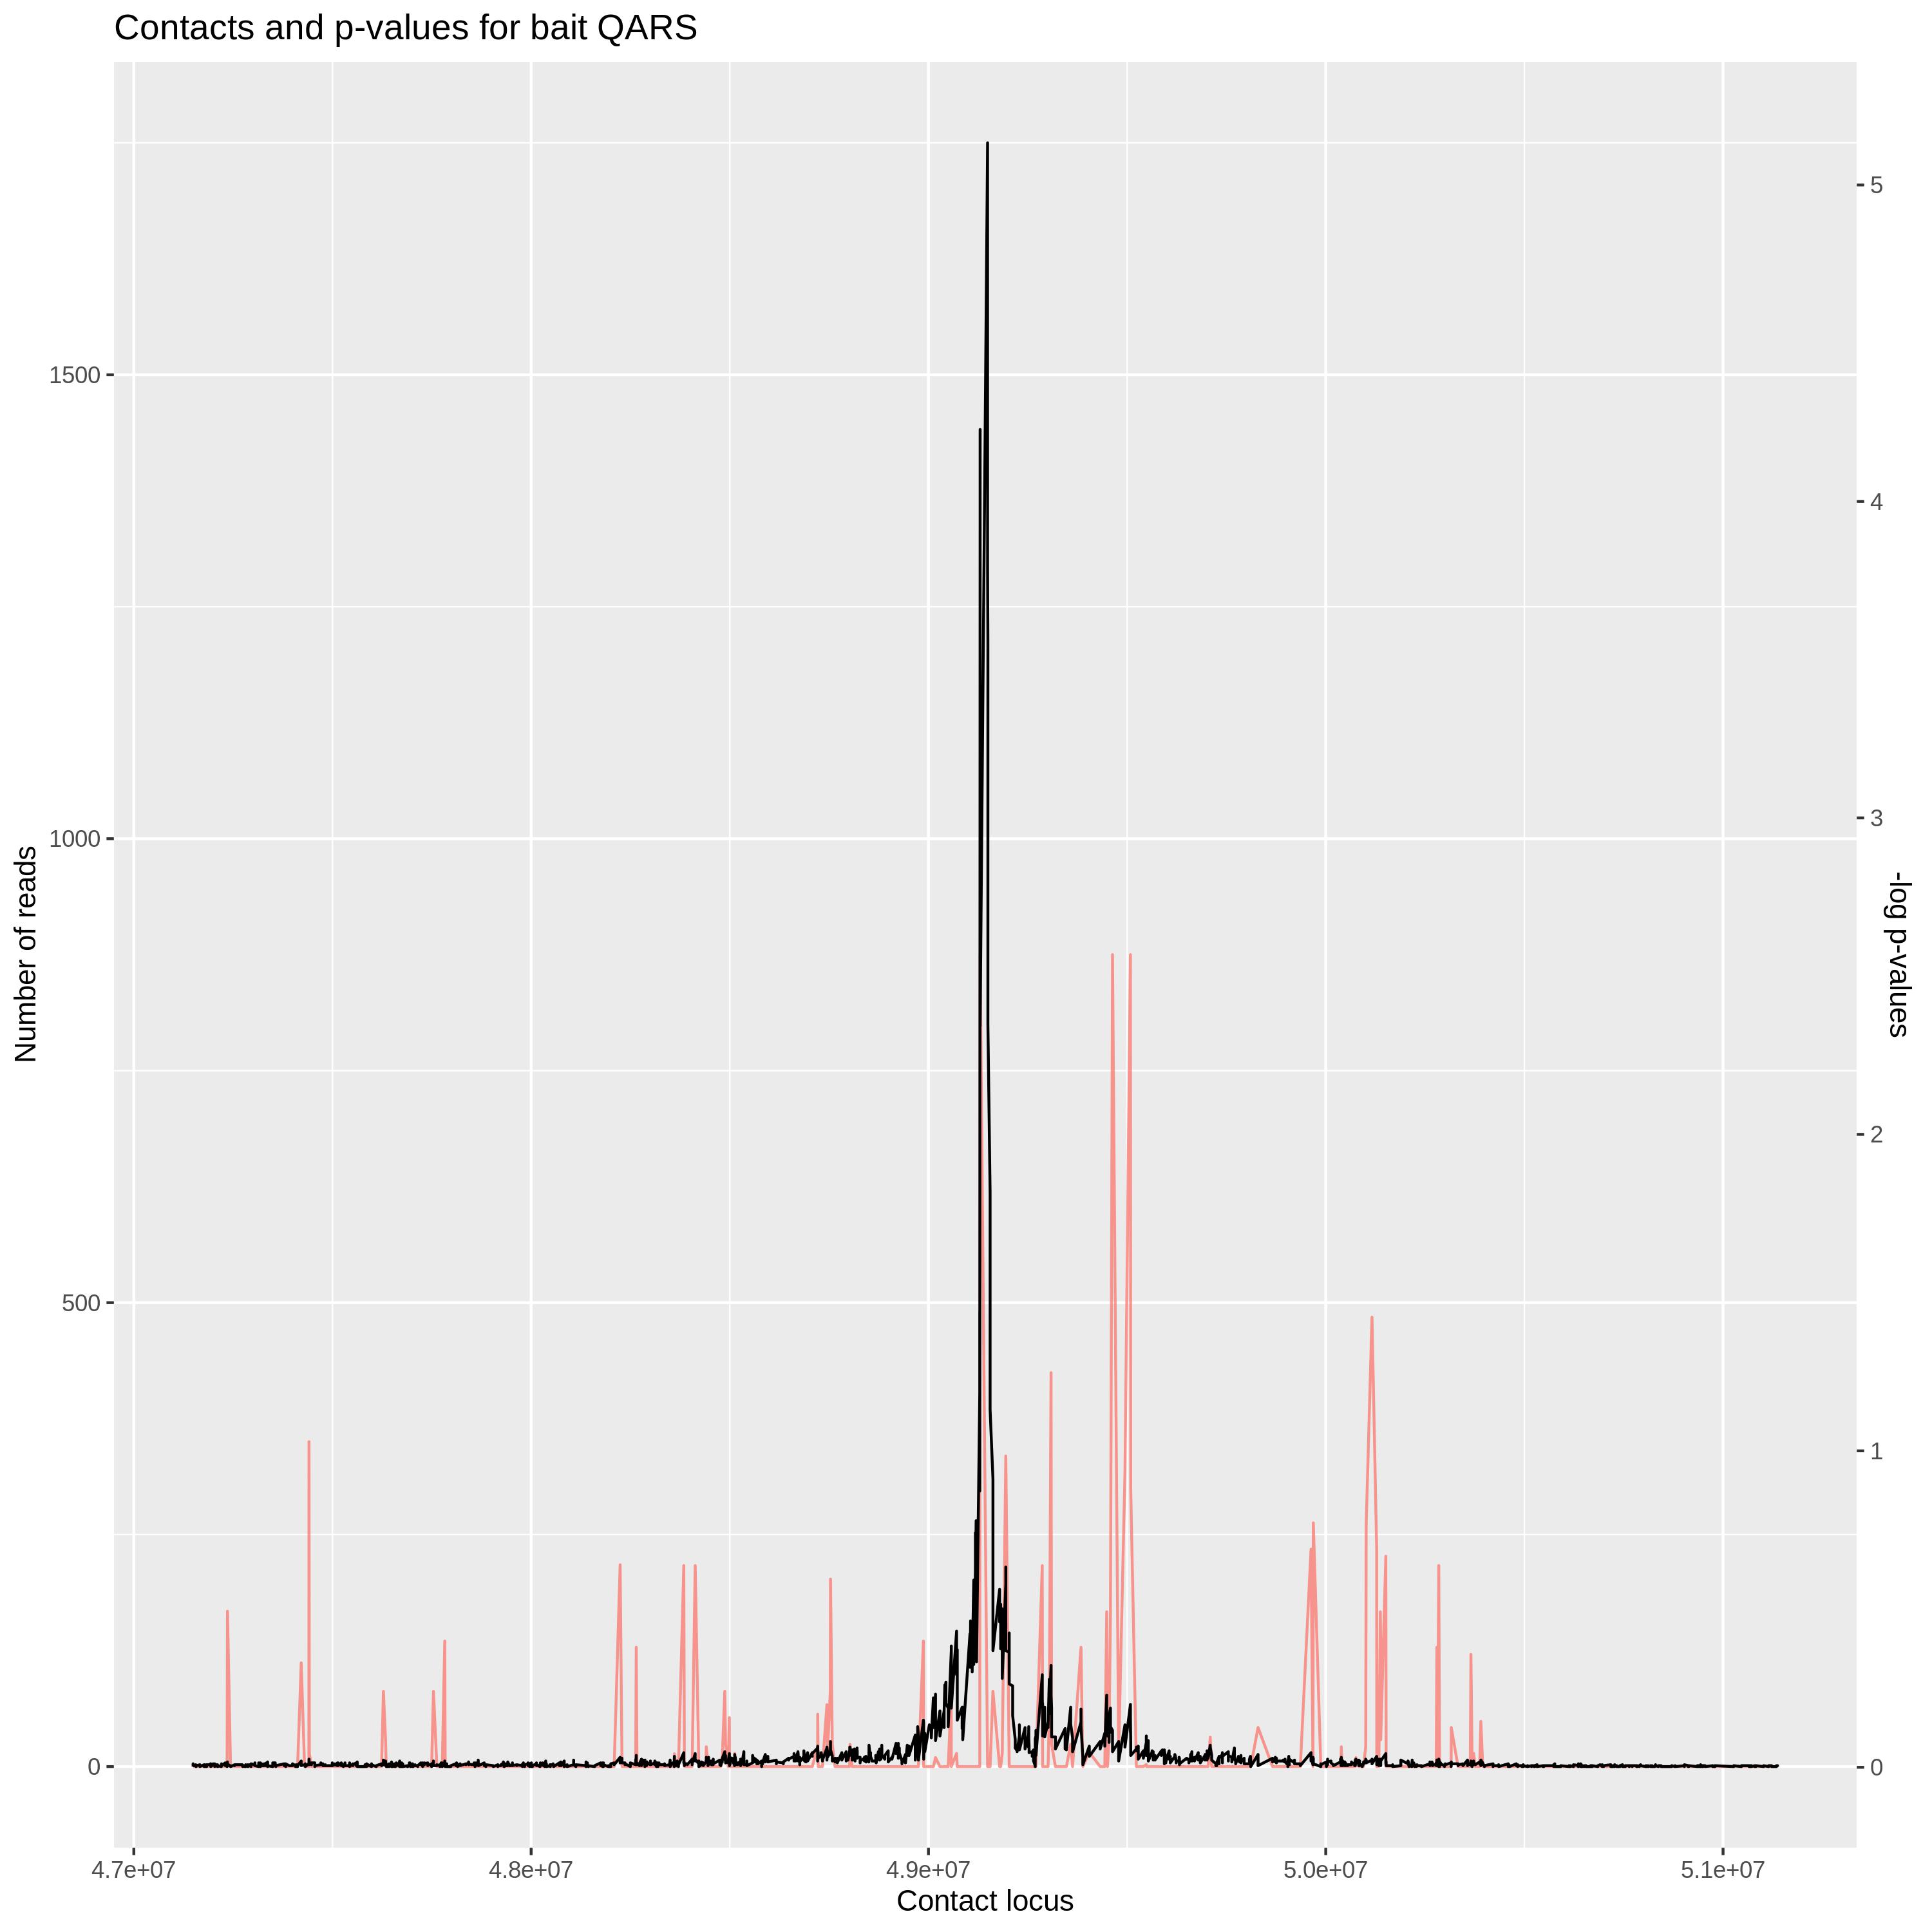 Contacts and p-values for bait QARS
Number of reads
1500
1000
500
0
5
4
3
2
1
0
-log p-values
4.7e+07 4.8e+07 4.9e+07 5.0e+07 5.1e+07
Contact locus